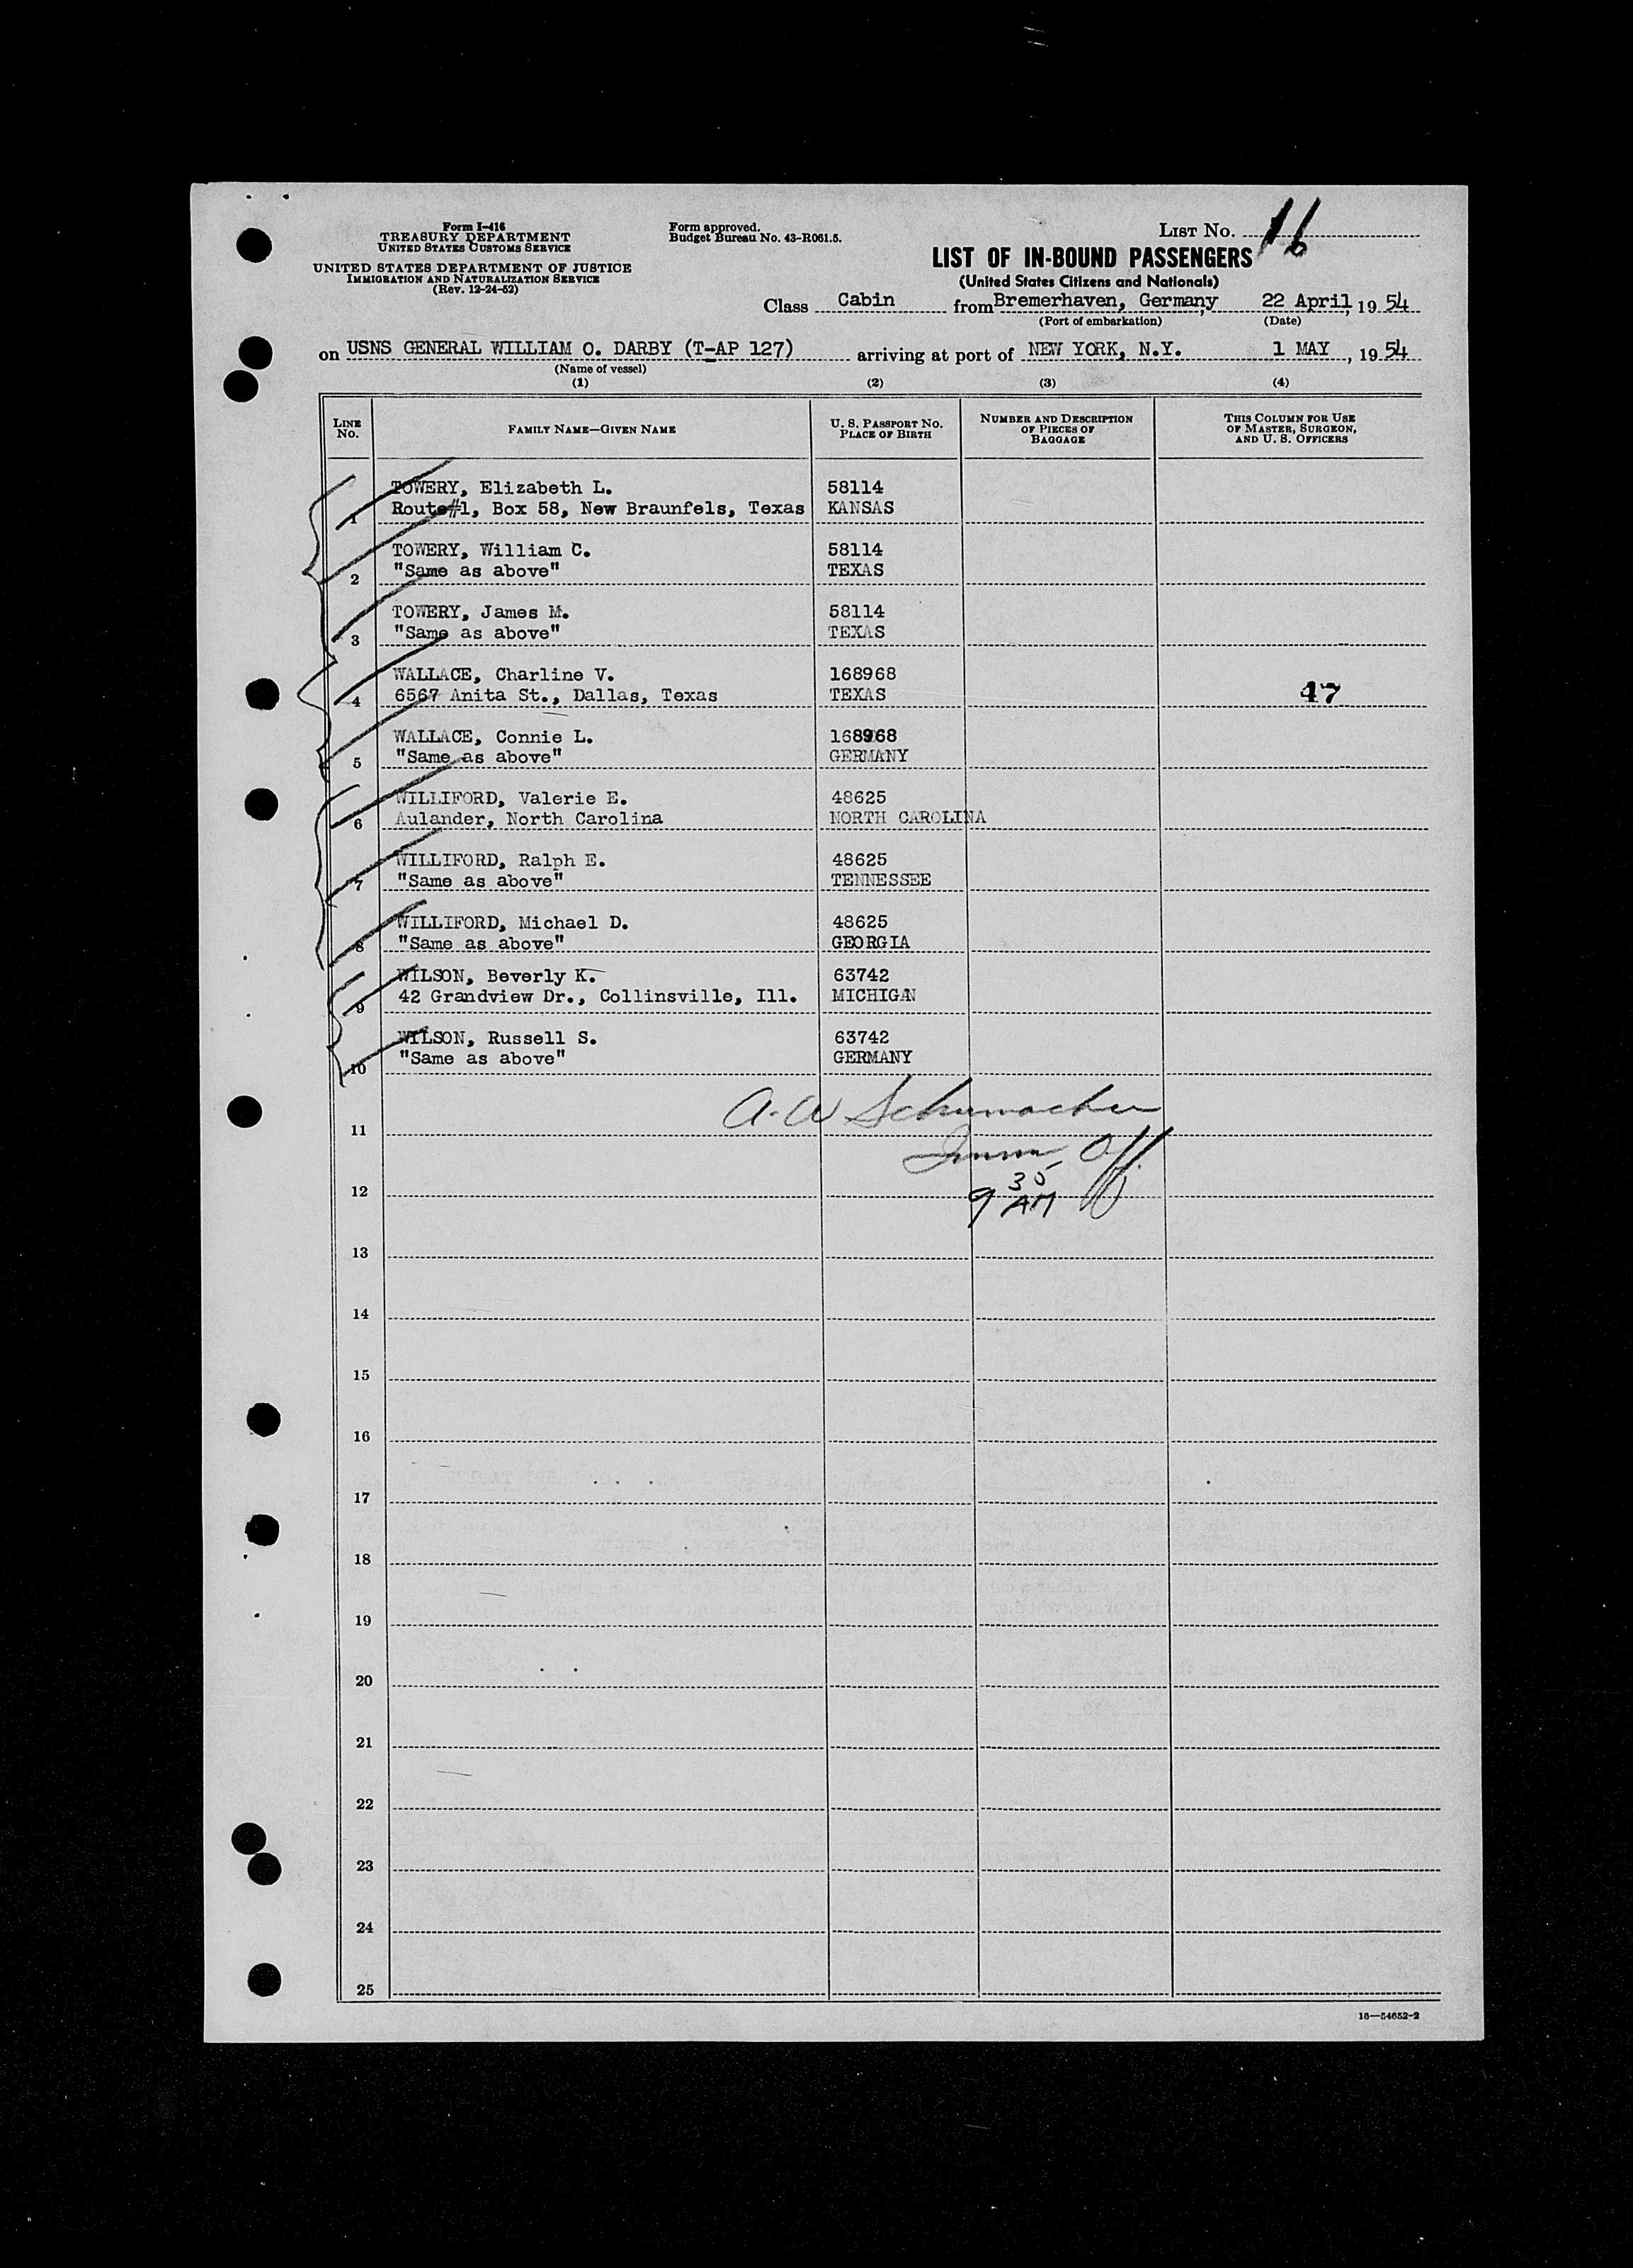 Form I-416
TREASURY DEPARTMENT
UNITED STATES CUSTOMS SERVICE
UNITED STATES DEPARTMENT OF JUSTICE
IMMIGRATION AND NATURALIZATION SERVICE
(Rev. 12-24-52)
Form approved.
Budget Bureau No. 43-R061.5.
LIST NO. 16
LIST OF IN-BOUND PASSENGERS
(United States Citizens and Nationals)
Class Cabin from Bremerhaven, Germany, 22 April, 1954
(Port of embarkation) (Date)
on USNS GENERAL WILLIAM O. DARBY (T-AP 127) arriving at port of NEW YORK, N.Y. 1 MAY, 1954
(Name of vessel)
(1) (2) (3) (4)
LINE NO. FAMILY NAME—GIVEN NAME U. S. PASSPORT NO. PLACE OF BIRTH NUMBER AND DESCRIPTION OF PIECES OF BAGGAGE THIS COLUMN FOR USE OF MASTER, SURGEON, AND U. S. OFFICERS
TOWERY, Elizabeth L. 58114
1 Route#1, Box 58, New Braunfels, Texas KANSAS
TOWERY, William C. 58114
2 "Same as above" TEXAS
TOWERY, James M. 58114
3 "Same as above" TEXAS
WALLACE, Charline V. 168968
4 6567 Anita St., Dallas, Texas TEXAS 47
WALLACE, Connie L. 168968
5 "Same as above" GERMANY
WILLIFORD, Valerie E. 48625
6 Aulander, North Carolina NORTH CAROLINA
WILLIFORD, Ralph E. 48625
7 "Same as above" TENNESSEE
WILLIFORD, Michael D. 48625
8 "Same as above" GEORGIA
WILSON, Beverly K. 63742
9 42 Grandview Dr., Collinsville, Ill. MICHIGAN
WILSON, Russell S. 63742
10 "Same as above" GERMANY
A. W Schumacher
11
Imm Off.
12 9 35 AM
13
14
15
16
17
18
19
20
21
22
23
24
25
16—54652-2